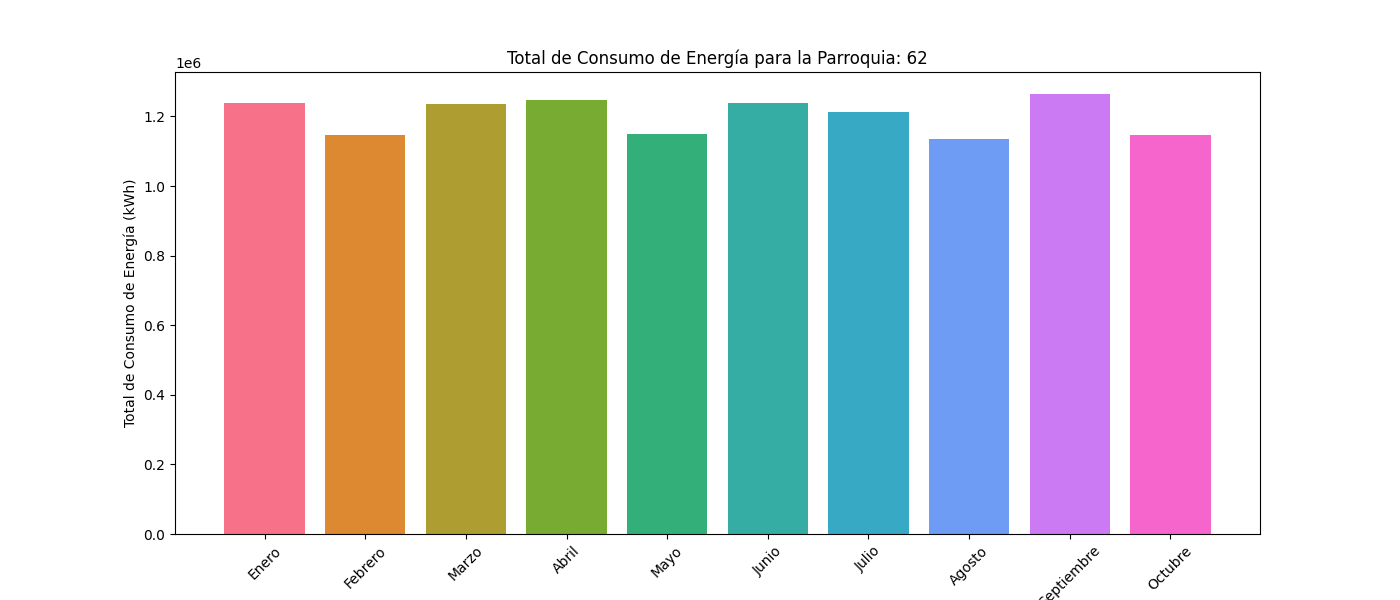 Total de Consumo de Energía para la Parroquia: 62
1e6
Total de Consumo de Energía (kWh)
1.2
1.0
0.8
0.6
0.4
0.2
0.0
Enero
Febrero
Marzo
Abril
Mayo
Junio
Julio
Agosto
Septiembre
Octubre